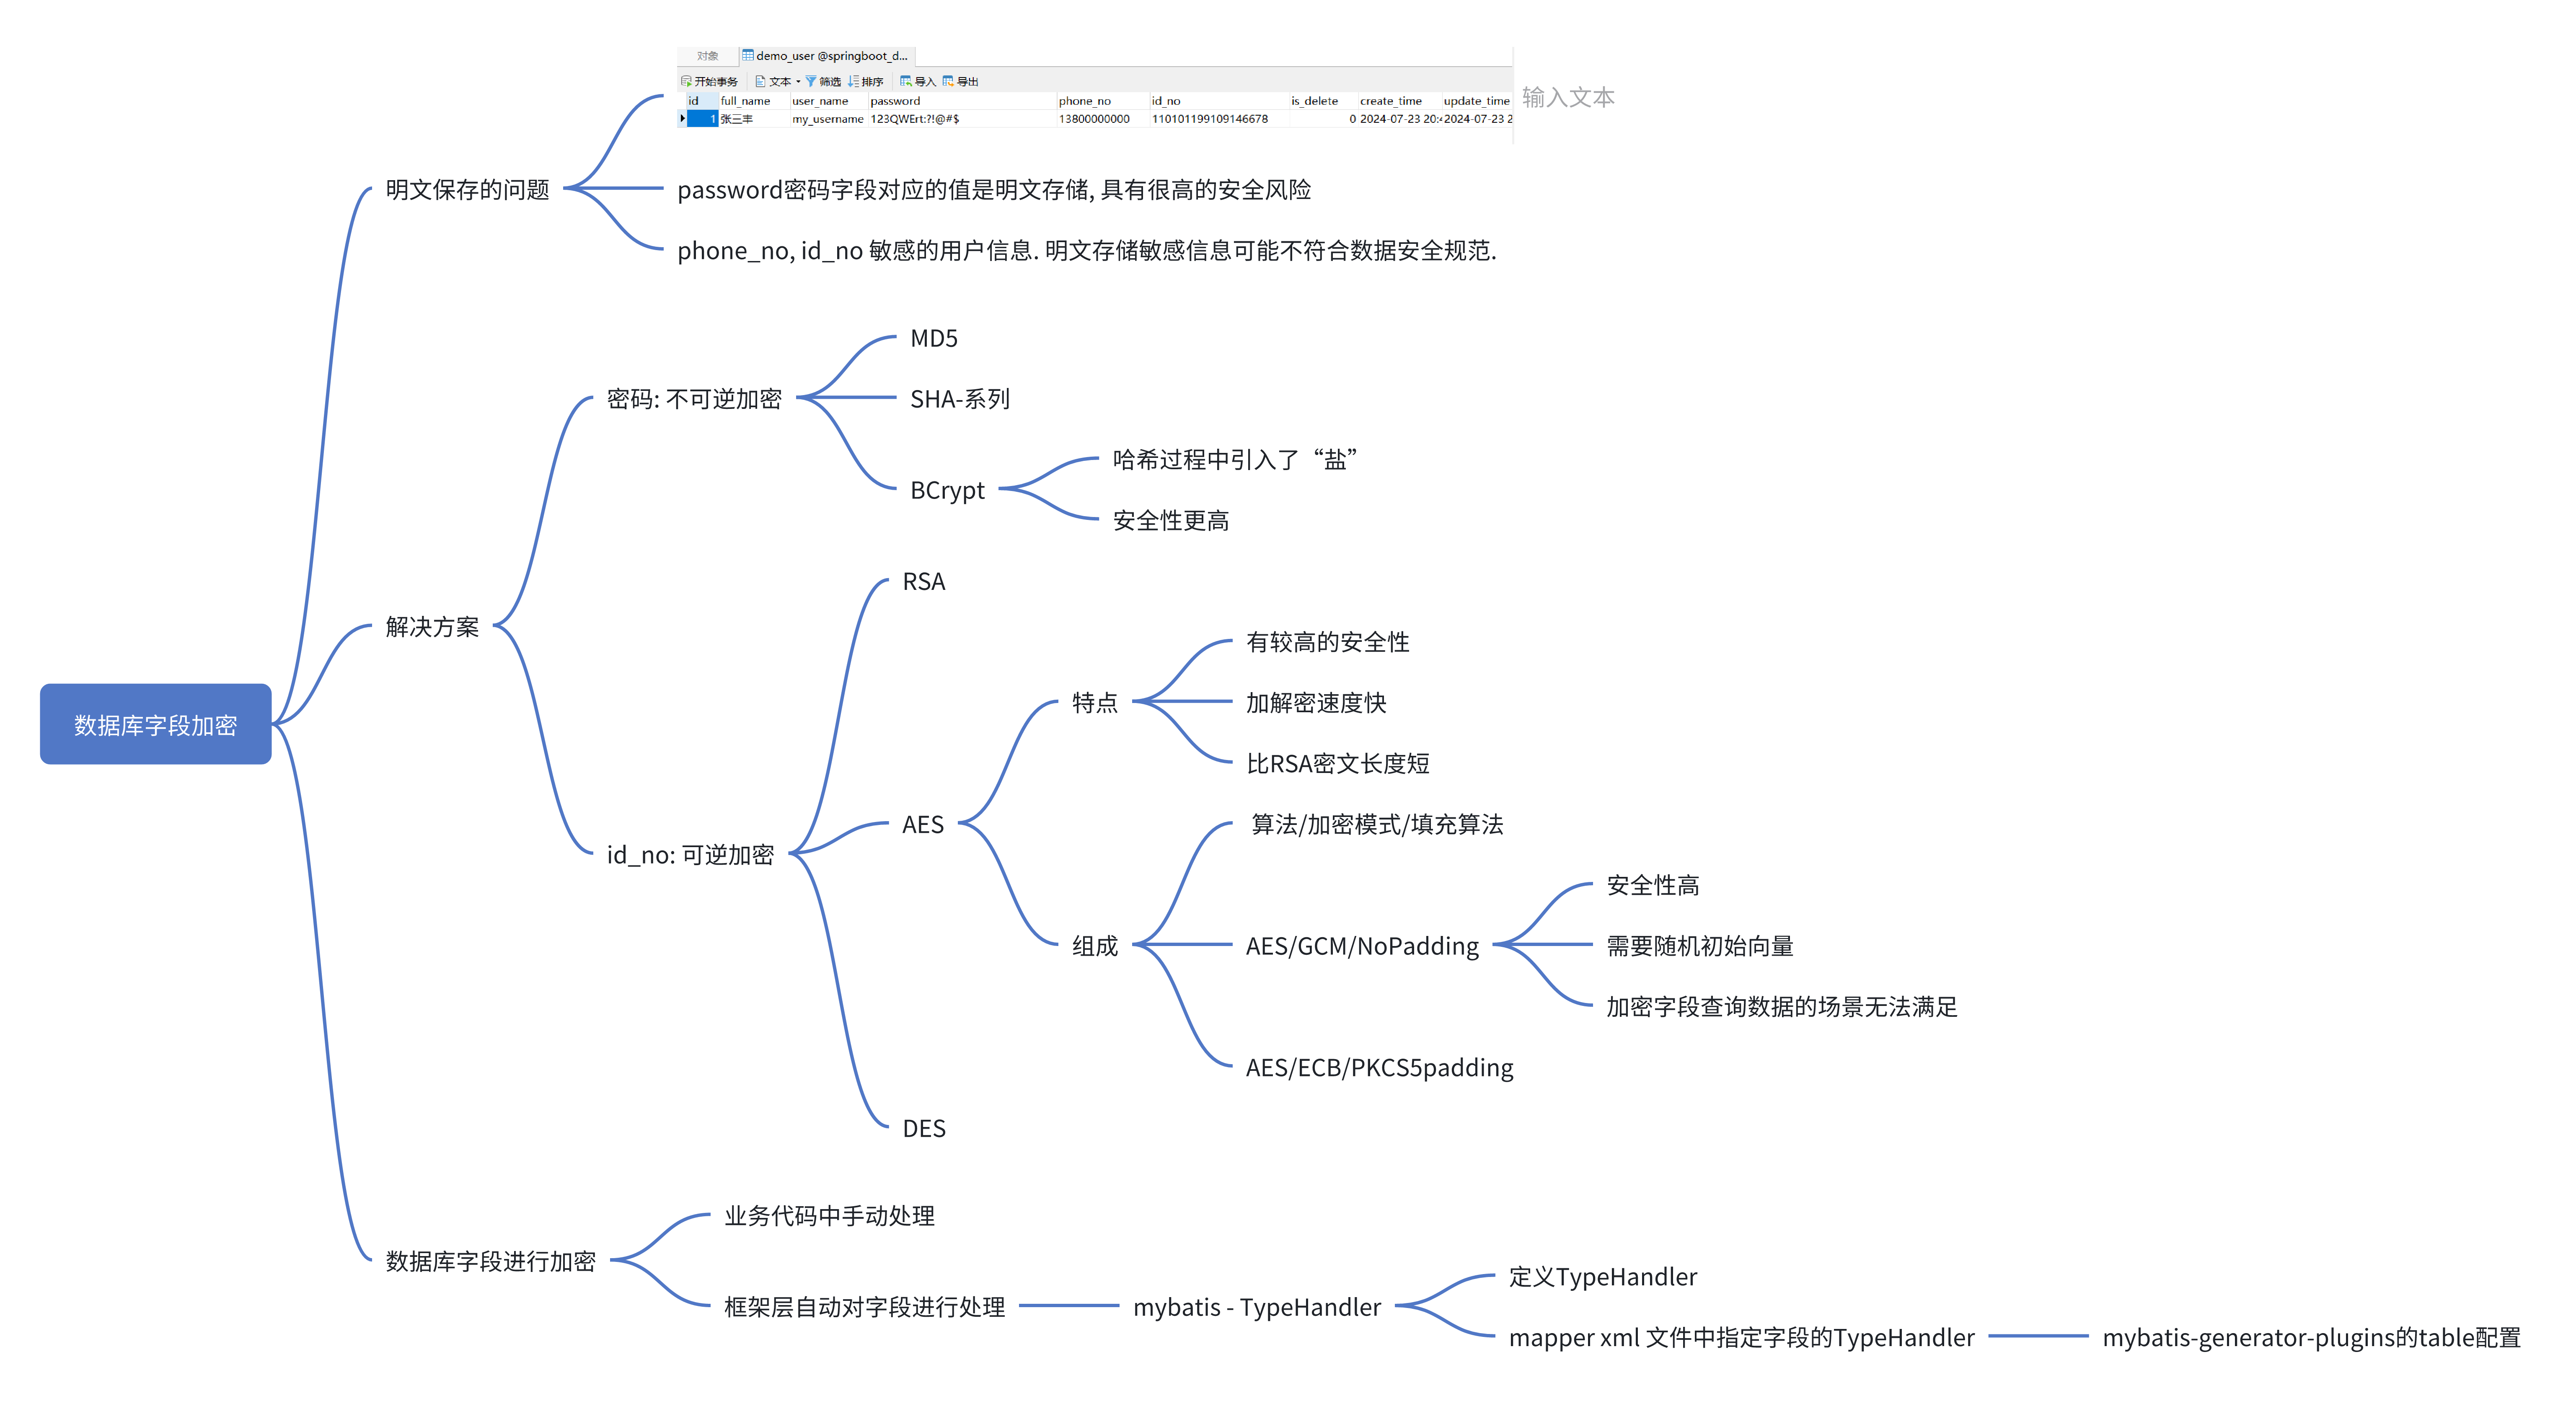 对象 demo_user @springboot_d...
开始事务 文本 筛选 排序 导入 导出
id full_name user_name password phone_no id_no is_delete create_time update_time
1 张三丰 my_username 123QWErt:?!@#$ 13800000000 110101199109146678 0 2024-07-23 20: 2024-07-23 2
输入文本
明文保存的问题
password密码字段对应的值是明文存储, 具有很高的安全风险
phone_no, id_no 敏感的用户信息. 明文存储敏感信息可能不符合数据安全规范.
MD5
密码: 不可逆加密
SHA-系列
哈希过程中引入了“盐”
BCrypt
安全性更高
RSA
解决方案
有较高的安全性
特点
加解密速度快
数据库字段加密
比RSA密文长度短
AES
算法/加密模式/填充算法
id_no: 可逆加密
安全性高
组成
AES/GCM/NoPadding
需要随机初始向量
加密字段查询数据的场景无法满足
AES/ECB/PKCS5padding
DES
业务代码中手动处理
数据库字段进行加密
定义TypeHandler
框架层自动对字段进行处理
mybatis - TypeHandler
mapper xml 文件中指定字段的TypeHandler
mybatis-generator-plugins的table配置